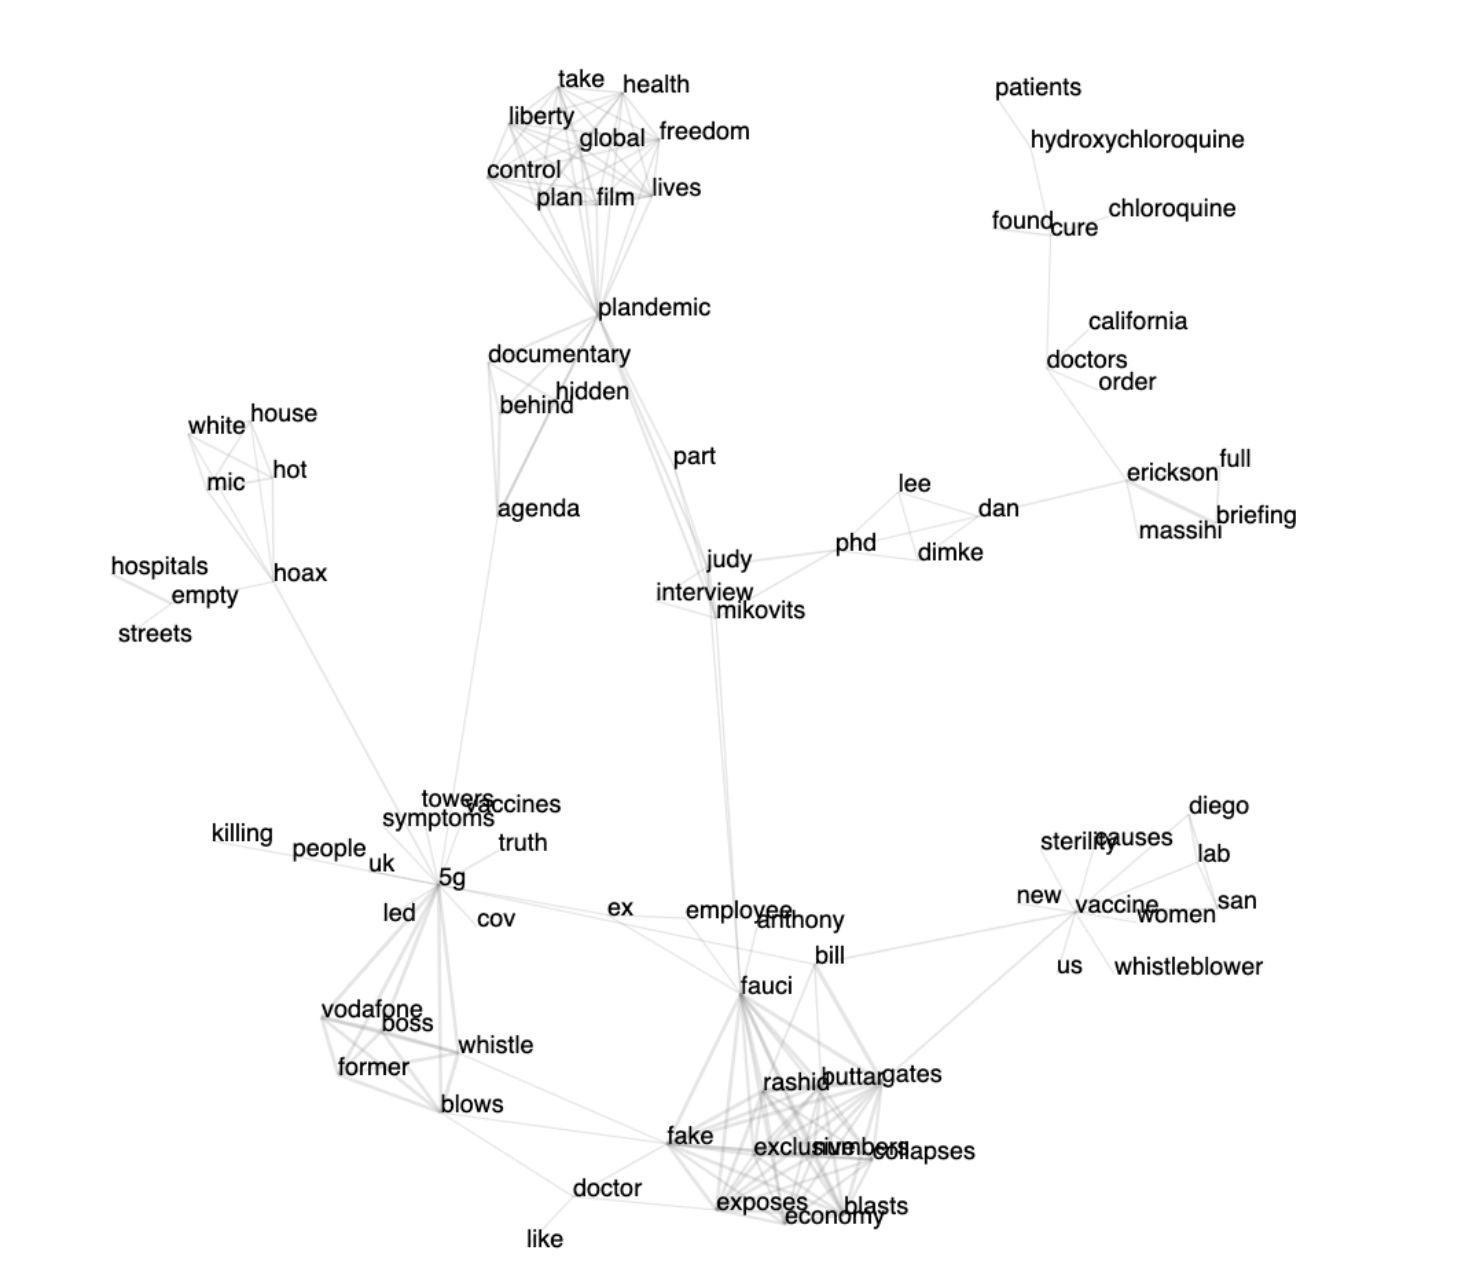 take
health
liberty
global
freedom
control
plan
film
lives
plandemic
documentary
hidden
behind
agenda
part
patients
hydroxychloroquine
chloroquine
found
cure
california
doctors
order
erickson
full
briefing
massihi
lee
dan
phd
dimke
judy
interview
mikovits
white
house
mic
hot
hoax
hospitals
empty
streets
towers
vaccines
symptoms
truth
killing
people
uk
5g
led
cov
ex
employee
anthony
bill
fauci
vodafone
boss
whistle
former
blows
fake
doctor
like
rashid
buttar
gates
exclusive
numbers
collapses
exposes
blasts
economy
diego
sterility
causes
lab
new
vaccine
women
san
us
whistleblower